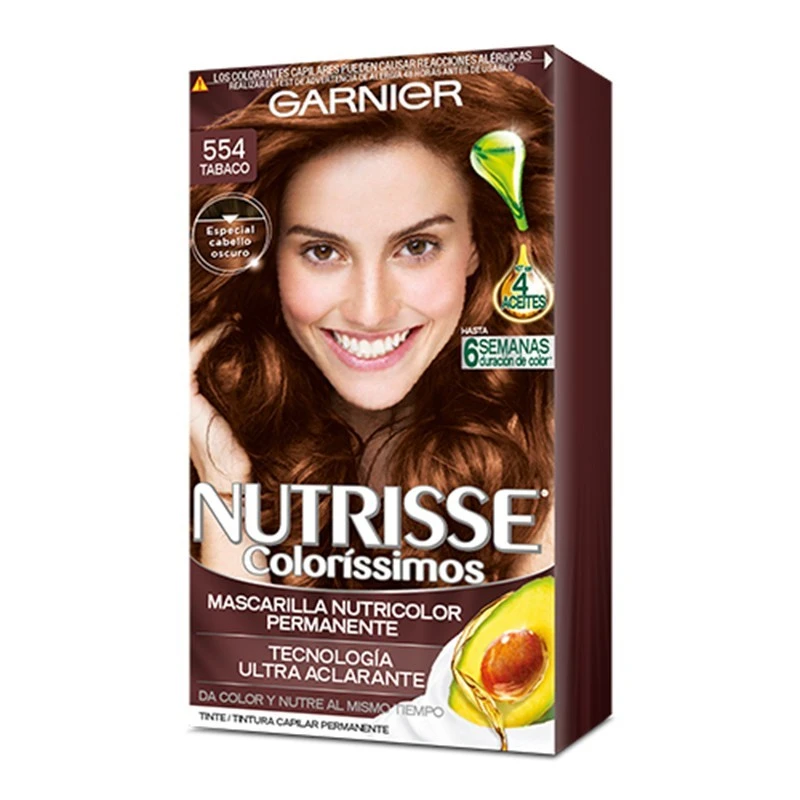 LOS COLORANTES CAPILARES PUEDEN CAUSAR REACCIONES ALÉRGICAS
REALIZAR EL TEST DE ADVERTENCIA DE ALERGIA 48 HORAS ANTES DE USARLO
GARNIER
554
TABACO
Especial
cabello
oscuro
4
ACEITES
HASTA
6 SEMANAS
duración de color*
NUTRISSE
Coloríssimos
MASCARILLA NUTRICOLOR
PERMANENTE
TECNOLOGÍA
ULTRA ACLARANTE
DA COLOR Y NUTRE AL MISMO TIEMPO
TINTE / TINTURA CAPILAR PERMANENTE